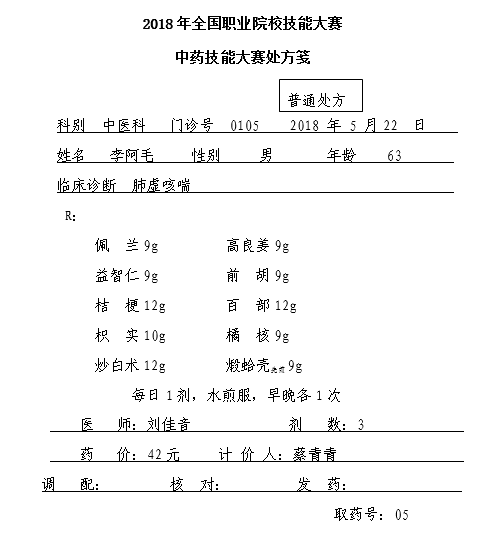 2018 年全国职业院校技能大赛
中药技能大赛处方笺
普通处方
科别 中医科 门诊号 0105 2018 年 5 月 22 日
姓名 李阿毛 性别 男 年龄 63
临床诊断 肺虚咳喘
R:
佩 兰 9g 高良姜 9g
益智仁 9g 前 胡 9g
桔 梗 12g 百 部 12g
枳 实 10g 橘 核 9g
炒白术 12g 煅蛤壳先煎 9g
每日 1 剂，水煎服，早晚各 1 次
医 师：刘佳音 剂 数：3
药 价：42 元 计 价 人：蔡青青
调 配： 核 对： 发 药：
取药号： 05